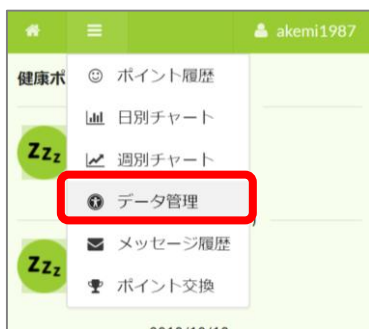 akemi1987
健康ポ
ポイント履歴
日別チャート
Zzz
週別チャート
データ管理
メッセージ履歴
Zzz
ポイント交換